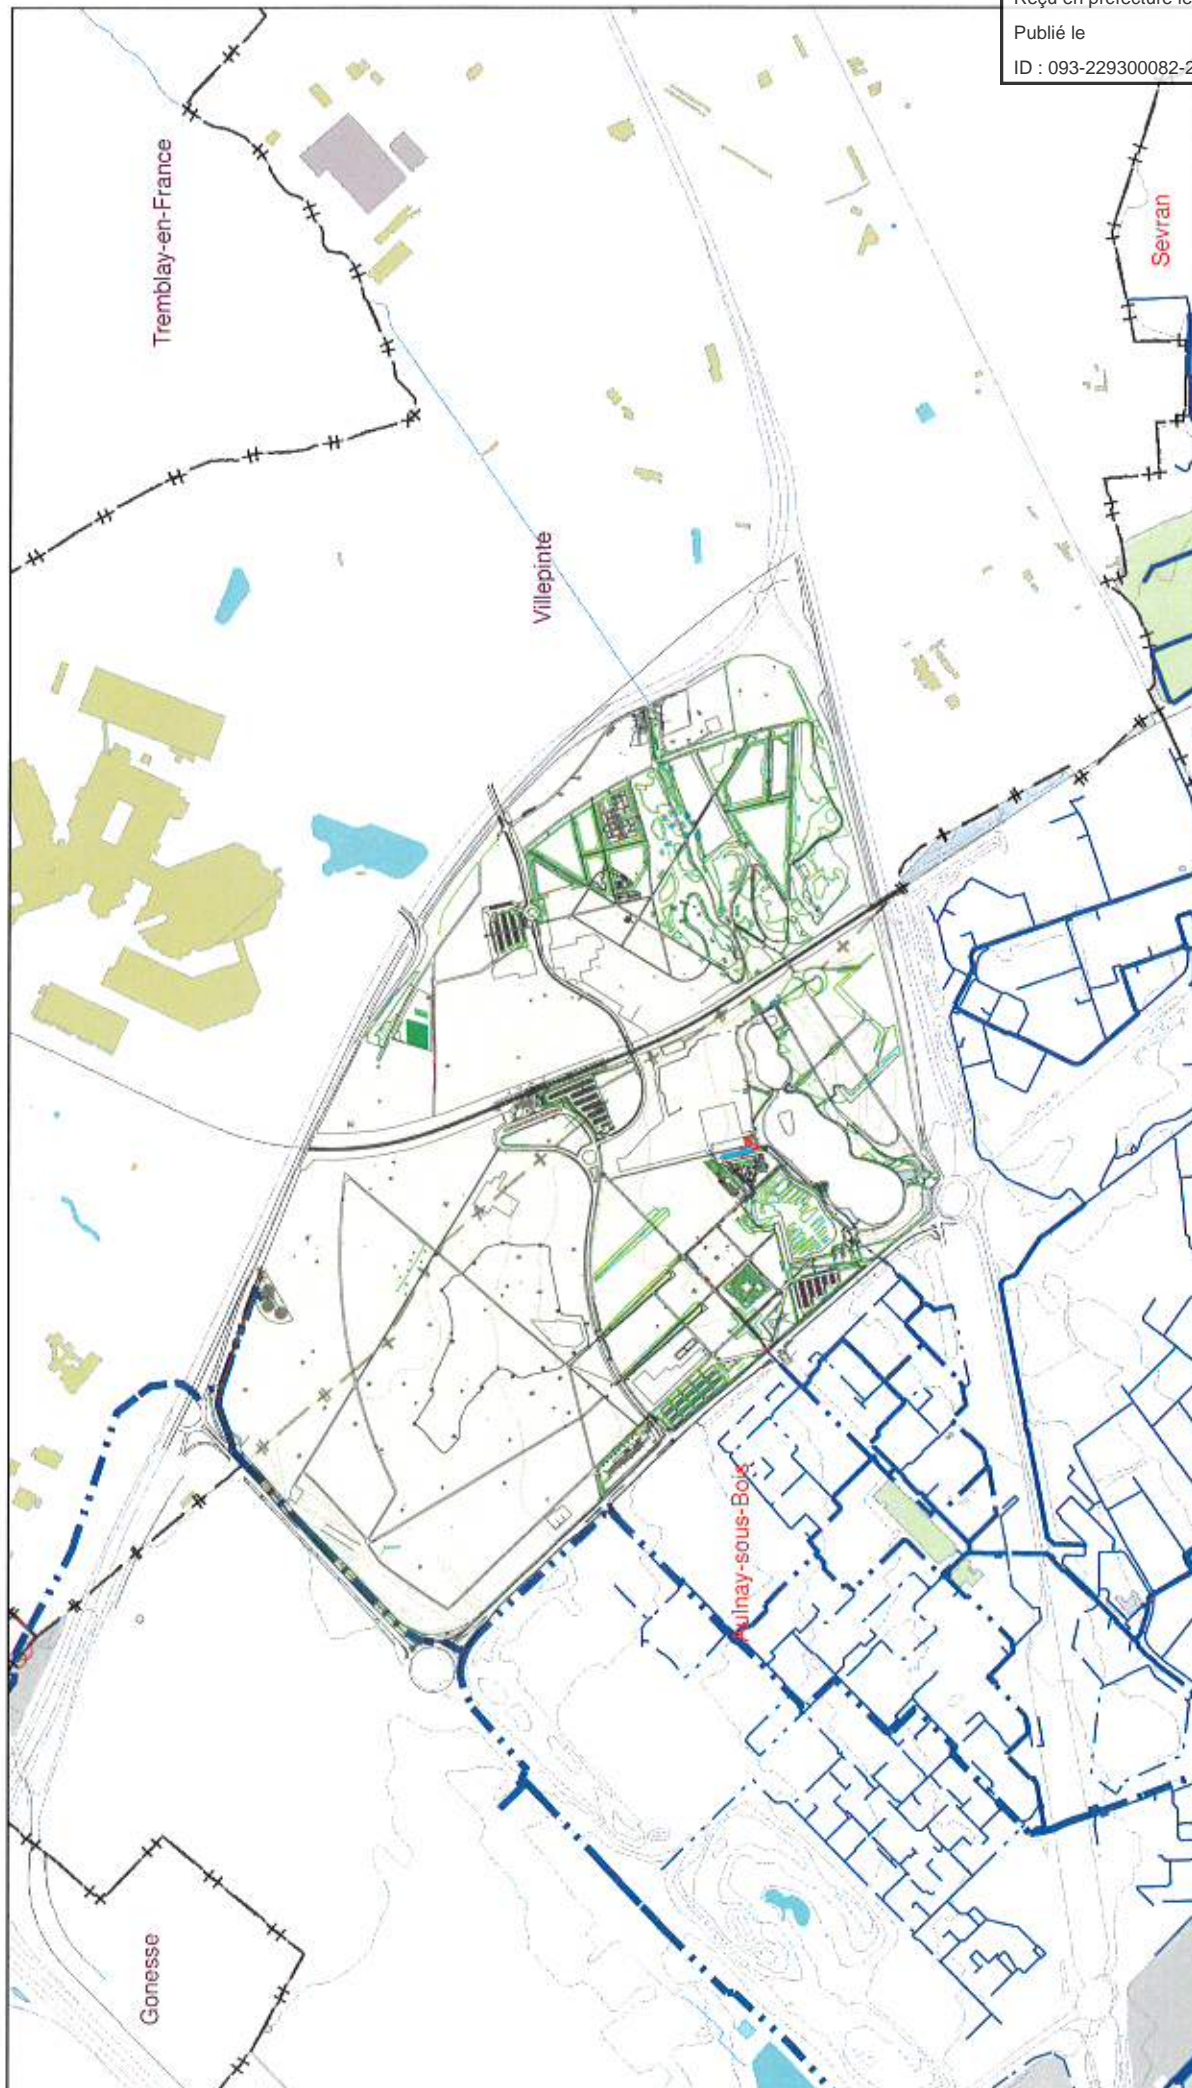 Publié le
ID : 093-229300082-2
Tremblay-en-France
Sevran
Villepinte
Aulnay-sous-Bois
Gonesse